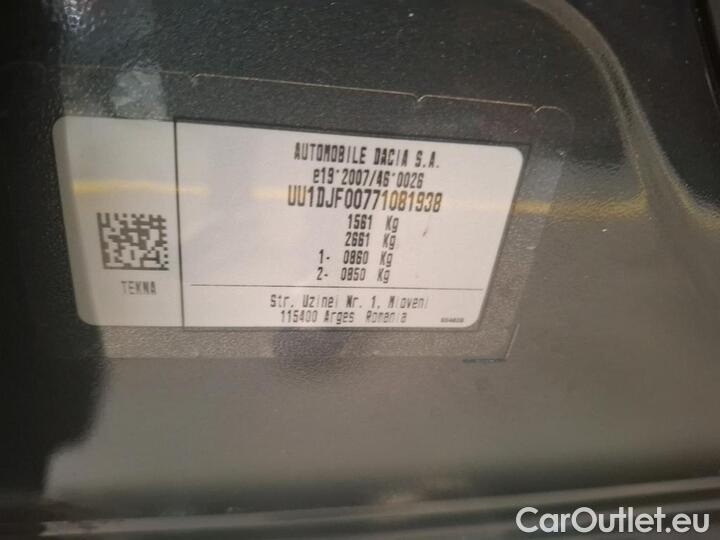 AUTOMOBILE DACIA S.A.
e19*2007/46*0026
UU1DJF00771081938
1561 Kg
2661 Kg
1- 0860 Kg
2- 0850 Kg
TEKNA
Str. Uzinei Nr. 1, Mioveni
115400 Arges Romania
CarOutlet.eu